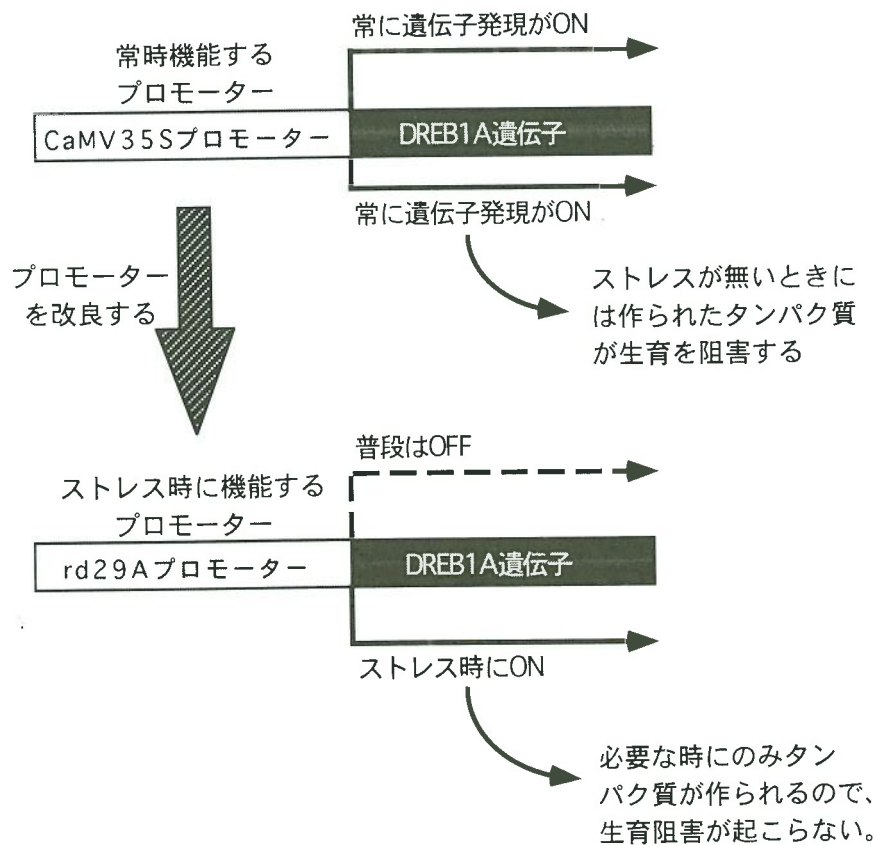 常に遺伝子発現がON
常時機能する
プロモーター
CaMV35Sプロモーター
DREB1A遺伝子
常に遺伝子発現がON
プロモーター
を改良する
ストレスが無いときに
は作られたタンパク質
が生育を阻害する
普段はOFF
ストレス時に機能する
プロモーター
rd29Aプロモーター
DREB1A遺伝子
ストレス時にON
必要な時にのみタン
パク質が作られるので、
生育阻害が起こらない。